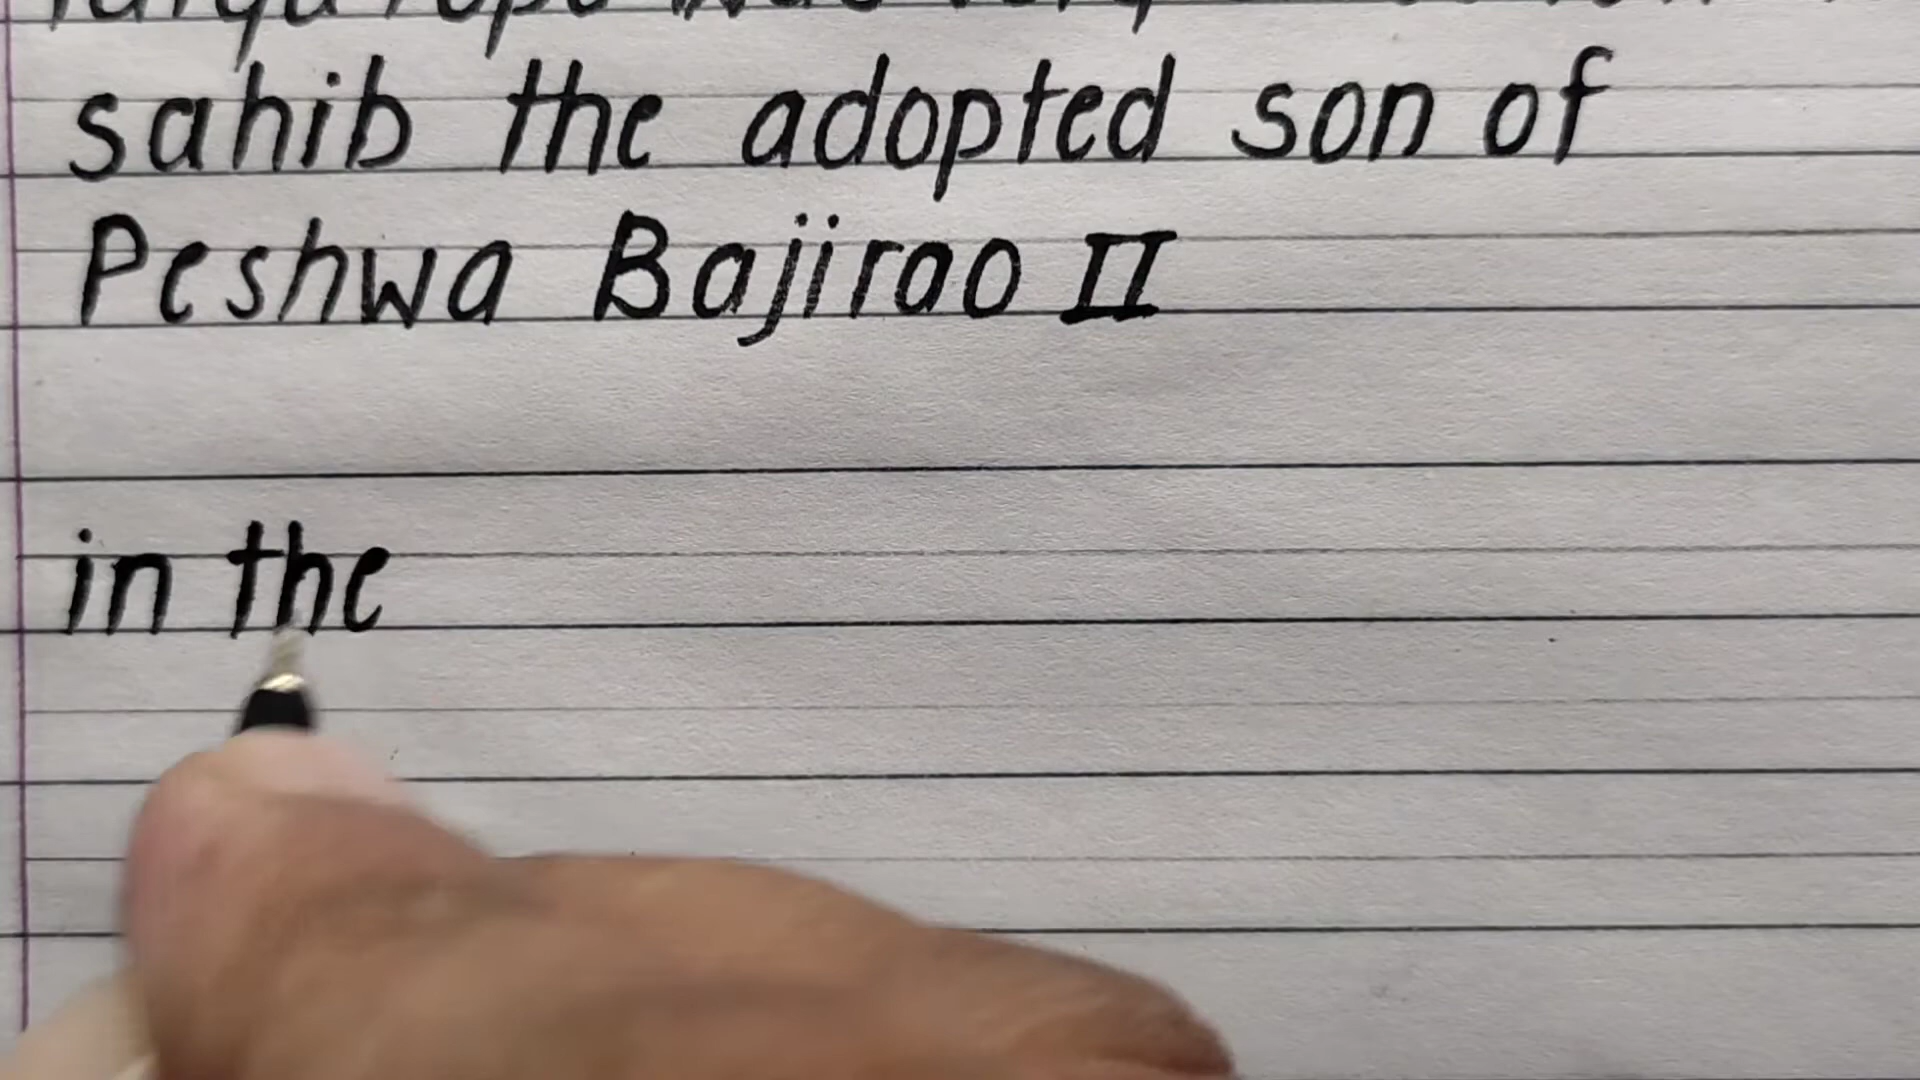 sahib the adopted son of
Peshwa Bajirao II
in the